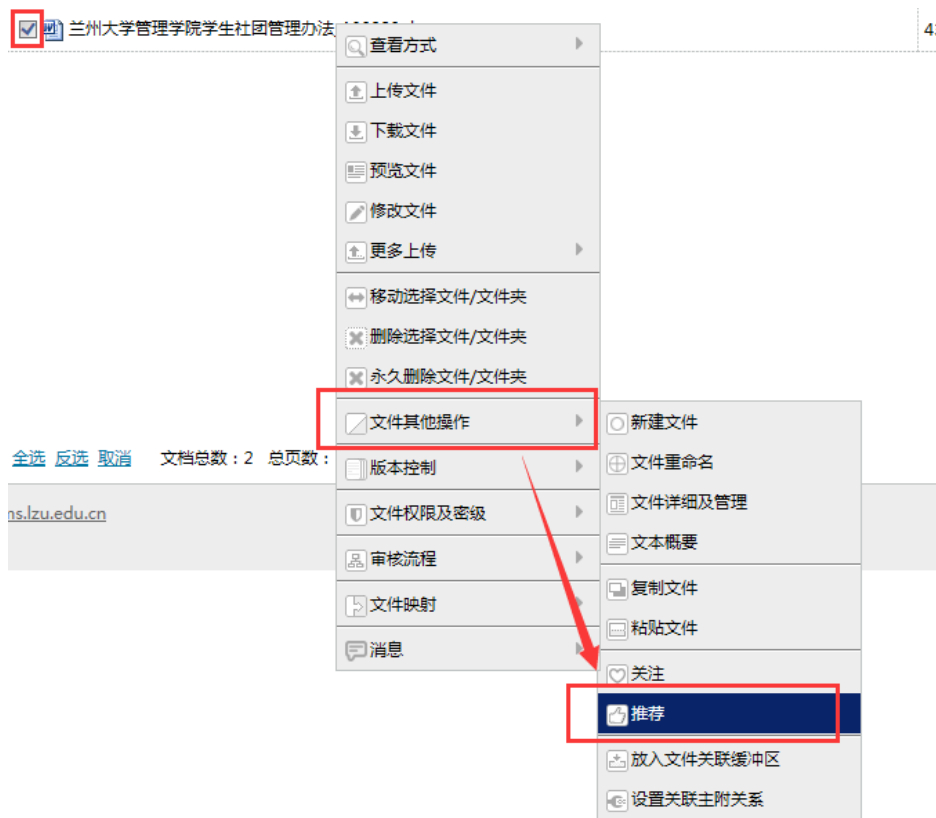 兰州大学管理学院学生社团管理办法
查看方式
上传文件
下载文件
预览文件
修改文件
更多上传
移动选择文件/文件夹
删除选择文件/文件夹
永久删除文件/文件夹
文件其他操作
版本控制
文件权限及密级
审核流程
文件映射
消息
新建文件
文件重命名
文件详细及管理
文本概要
复制文件
粘贴文件
关注
推荐
放入文件关联缓冲区
设置关联主附关系
全选 反选 取消 文档总数：2 总页数：
ns.lzu.edu.cn